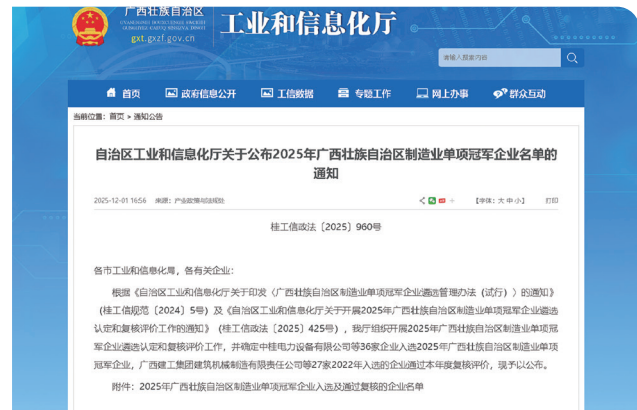 广西壮族自治区
gxt.gxzf.gov.cn
工业和信息化厅
请输入搜索内容
首页 政府信息公开 工信数据 专题工作 网上办事 群众互动
当前位置：首页 > 通知公告
自治区工业和信息化厅关于公布2025年广西壮族自治区制造业单项冠军企业名单的
通知
2025-12-01 16:56 来源：产业政策与法规处 【字体：大 中 小】 打印
桂工信政法〔2025〕960号
各市工业和信息化局，各有关企业：
根据《自治区工业和信息化厅关于印发〈广西壮族自治区制造业单项冠军企业遴选管理办法（试行）〉的通知》
（桂工信规范〔2024〕5号）及《自治区工业和信息化厅关于开展2025年广西壮族自治区制造业单项冠军企业遴选
认定和复核评价工作的通知》（桂工信政法〔2025〕425号），我厅组织开展2025年广西壮族自治区制造业单项冠
军企业遴选认定和复核评价工作，并确定中桂电力设备有限公司等36家企业入选2025年广西壮族自治区制造业单项
冠军企业，广西建工集团建筑机械制造有限责任公司等27家2022年入选的企业通过本年度复核评价，现予以公布。
附件：2025年广西壮族自治区制造业单项冠军企业入选及通过复核的企业名单